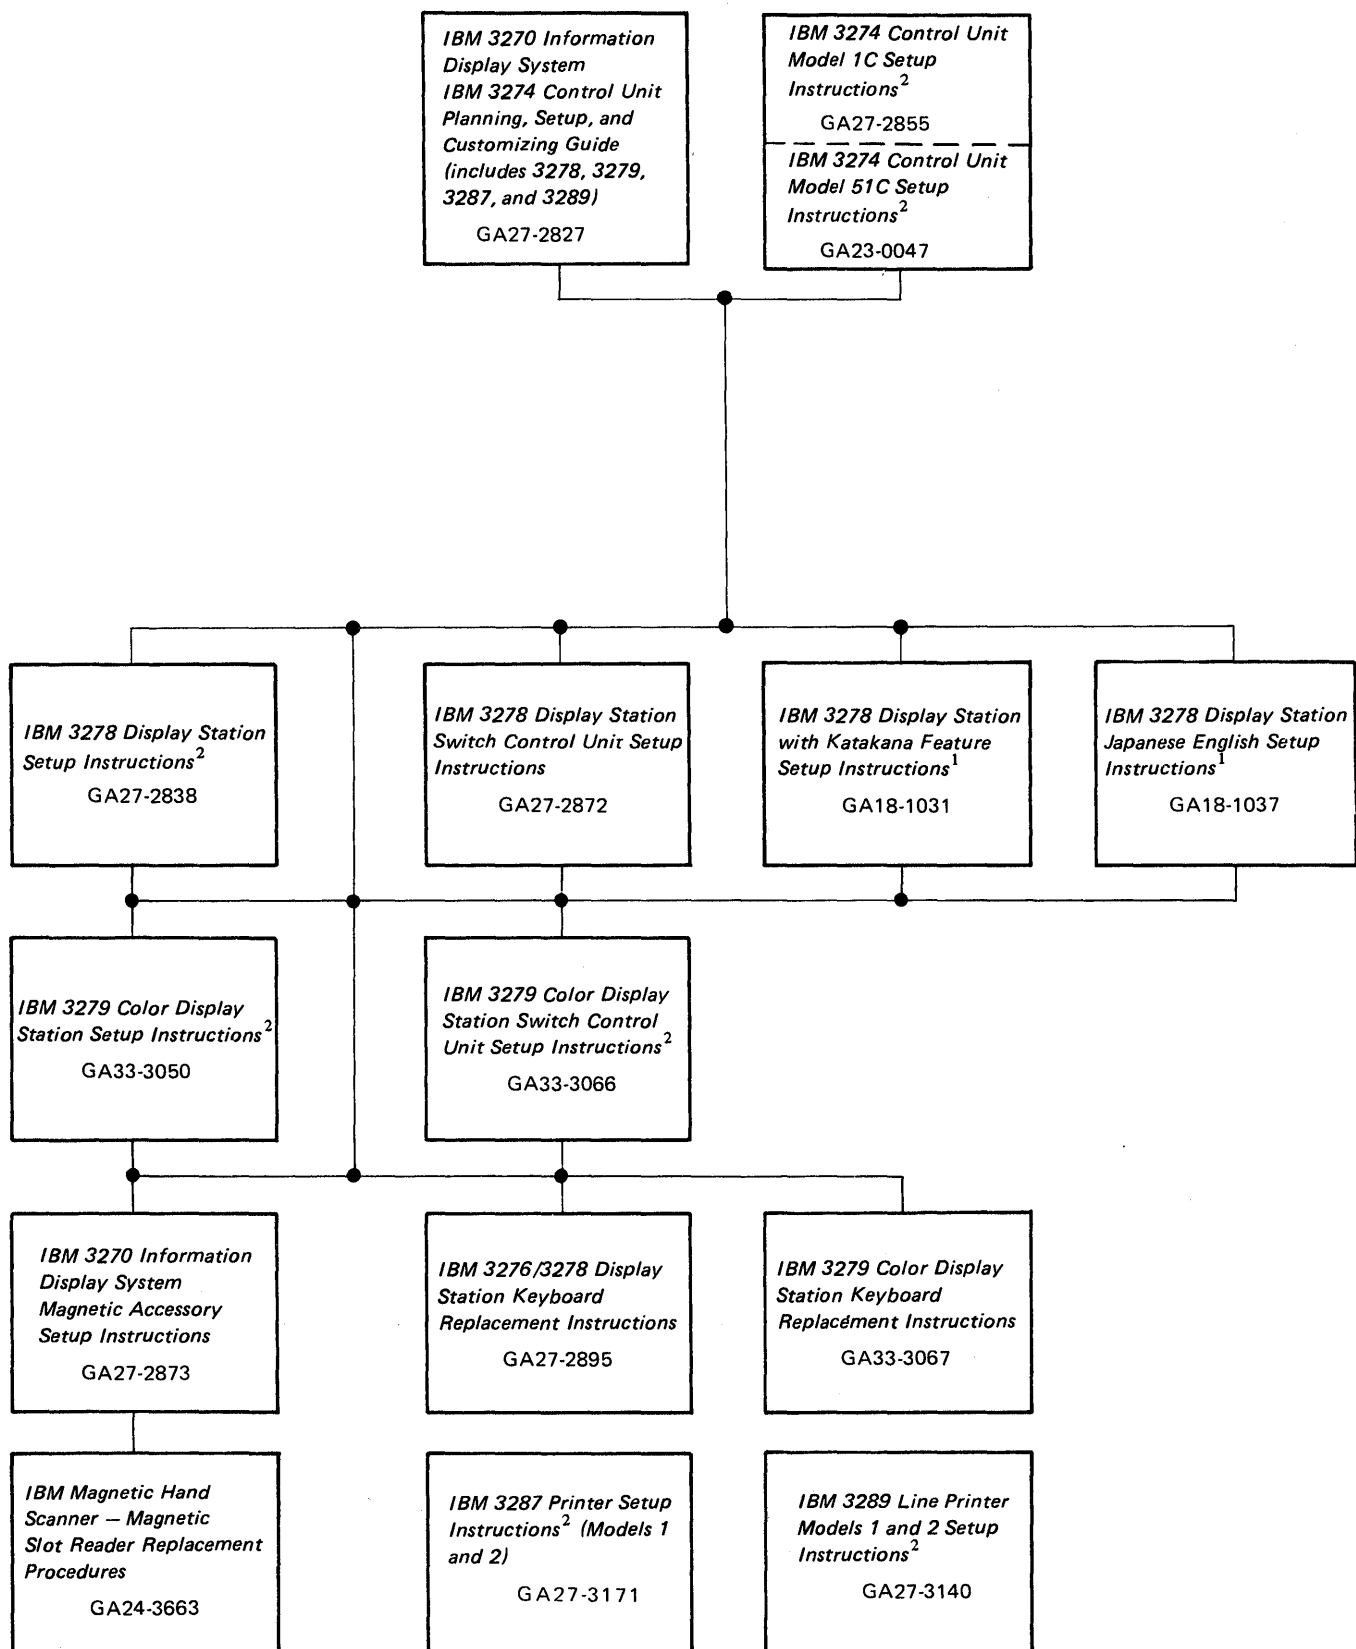 IBM 3270 Information
Display System
IBM 3274 Control Unit
Planning, Setup, and
Customizing Guide
(includes 3278, 3279,
3287, and 3289)
GA27-2827
IBM 3274 Control Unit
Model 1C Setup
Instructions²
GA27-2855
IBM 3274 Control Unit
Model 51C Setup
Instructions²
GA23-0047
IBM 3278 Display Station
Setup Instructions²
GA27-2838
IBM 3278 Display Station
Switch Control Unit Setup
Instructions
GA27-2872
IBM 3278 Display Station
with Katakana Feature
Setup Instructions¹
GA18-1031
IBM 3278 Display Station
Japanese English Setup
Instructions¹
GA18-1037
IBM 3279 Color Display
Station Setup Instructions²
GA33-3050
IBM 3279 Color Display
Station Switch Control
Unit Setup Instructions²
GA33-3066
IBM 3270 Information
Display System
Magnetic Accessory
Setup Instructions
GA27-2873
IBM 3276/3278 Display
Station Keyboard
Replacement Instructions
GA27-2895
IBM 3279 Color Display
Station Keyboard
Replacement Instructions
GA33-3067
IBM Magnetic Hand
Scanner — Magnetic
Slot Reader Replacement
Procedures
GA24-3663
IBM 3287 Printer Setup
Instructions² (Models 1
and 2)
GA27-3171
IBM 3289 Line Printer
Models 1 and 2 Setup
Instructions²
GA27-3140